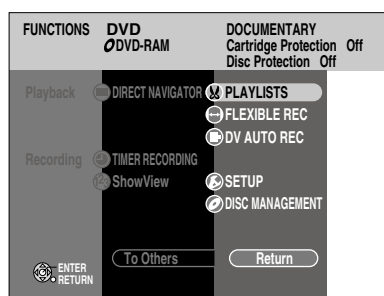 FUNCTIONS DVD DOCUMENTARY
DVD-RAM Cartridge Protection Off
Disc Protection Off
Playback DIRECT NAVIGATOR PLAYLISTS
FLEXIBLE REC
DV AUTO REC
Recording TIMER RECORDING
ShowView SETUP
DISC MANAGEMENT
To Others Return
ENTER
RETURN